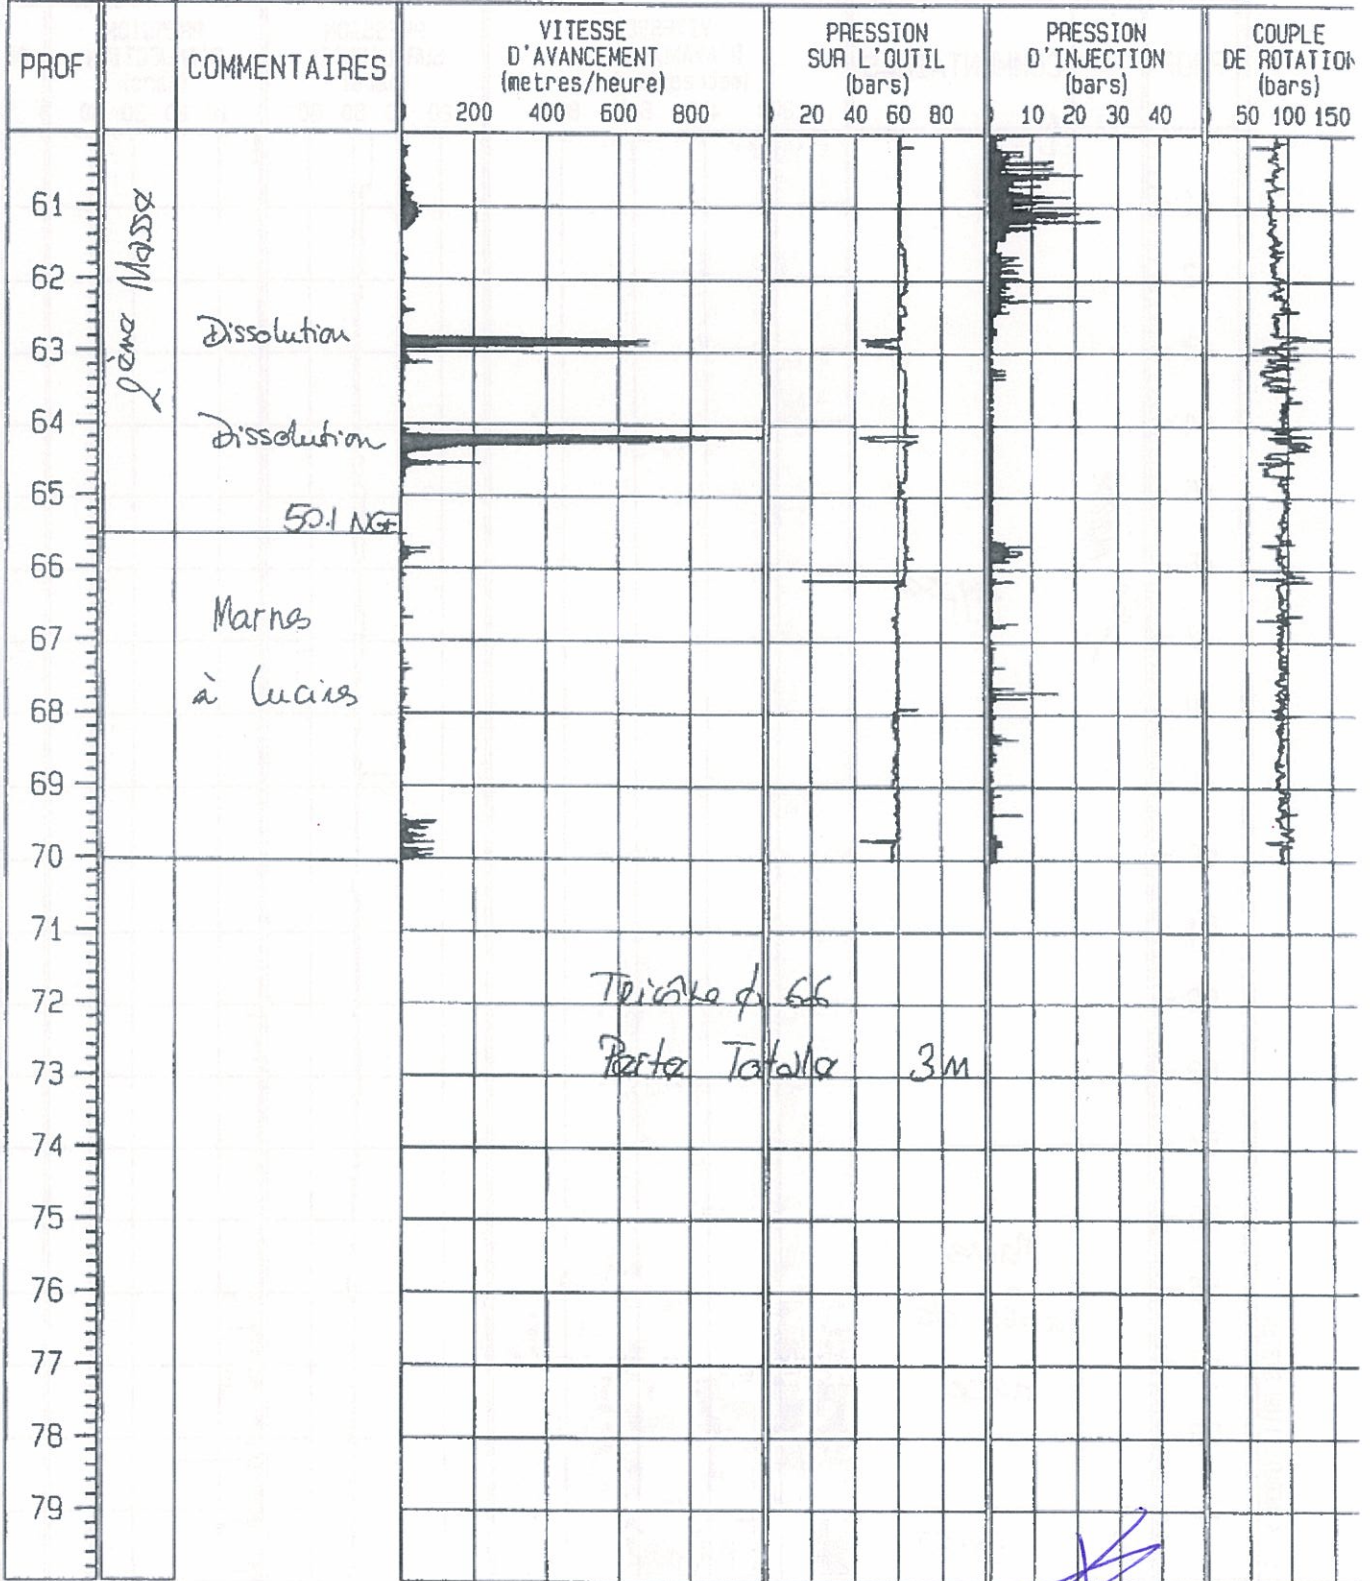 PROF
COMMENTAIRES
VITESSE
D'AVANCEMENT
(metres/heure)
PRESSION
SUR L'OUTIL
(bars)
PRESSION
D'INJECTION
(bars)
COUPLE
DE ROTATION
(bars)
0 200 400 600 800
20 40 60 80
0 10 20 30 40
0 50 100 150
2ème Masse
61
62
Dissolution
63
64
Dissolution
65
50.1 NGF
66
Marnes
67
à lucines
68
69
70
71
72
Tricône ϕ 66
73
Perte Totale 3M
74
75
76
77
78
79